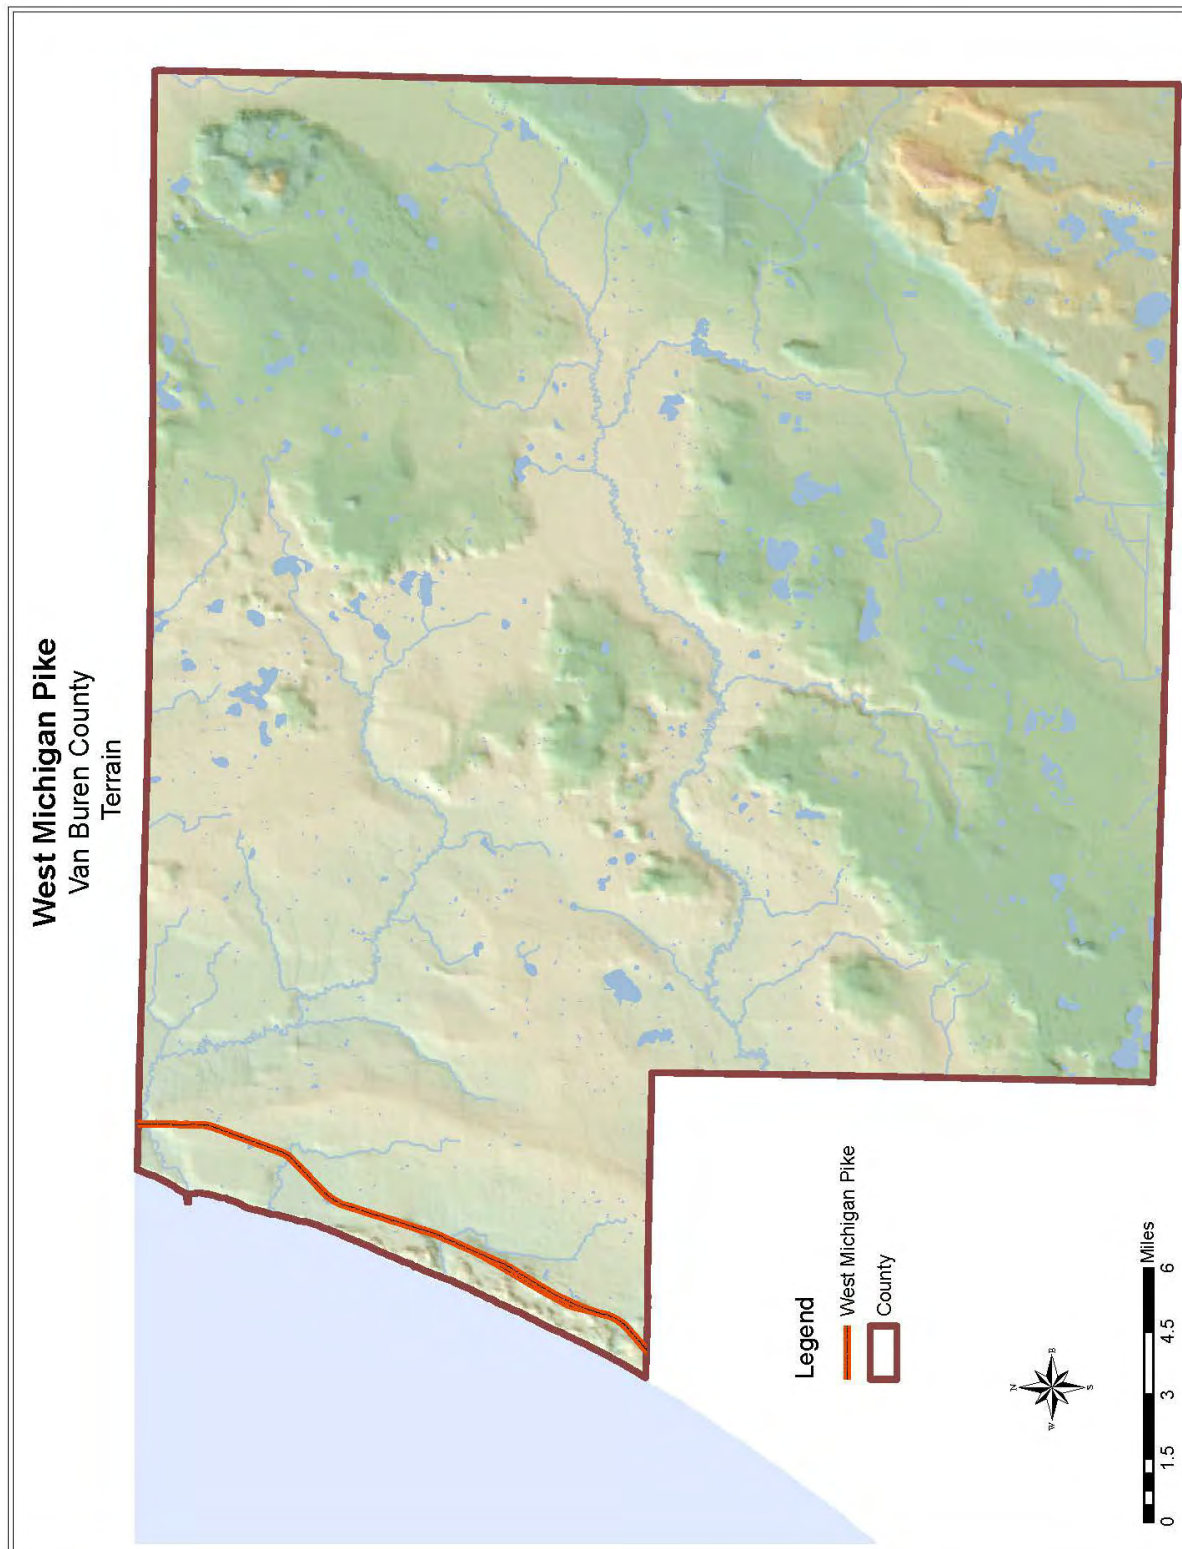 West Michigan Pike
Van Buren County
Terrain
Legend
West Michigan Pike
County
N
W
E
S
0 1.5 3 4.5 6
Miles